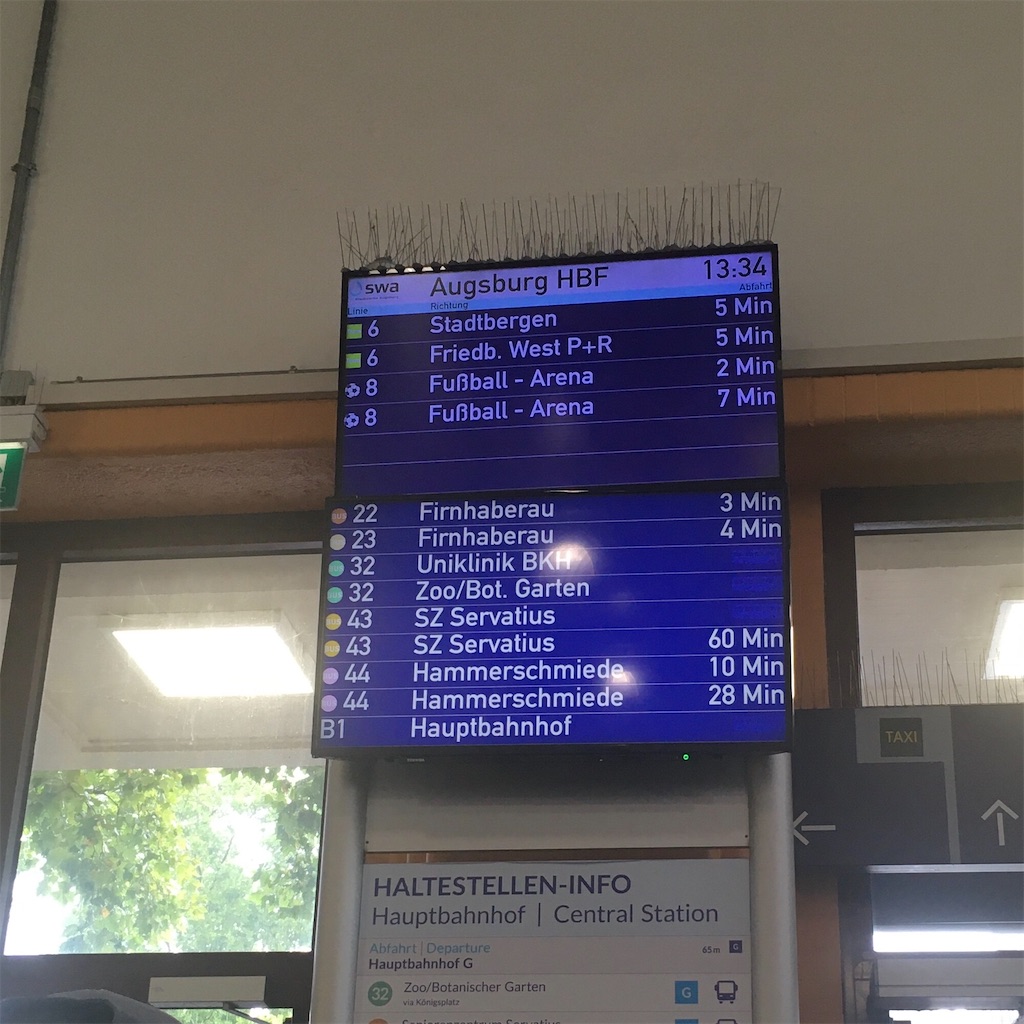 swa Augsburg HBF 13:34
Linie Richtung Abfahrt
6 Stadtbergen 5 Min
6 Friedb. West P+R 5 Min
8 Fußball - Arena 2 Min
8 Fußball - Arena 7 Min
22 Firnhaberau 3 Min
23 Firnhaberau 4 Min
32 Uniklinik BKH
32 Zoo/Bot. Garten
43 SZ Servatius
43 SZ Servatius 60 Min
44 Hammerschmiede 10 Min
44 Hammerschmiede 28 Min
B1 Hauptbahnhof
TAXI
HALTESTELLEN-INFO
Hauptbahnhof | Central Station
Abfahrt | Departure 65 m G
Hauptbahnhof G
32 Zoo/Botanischer Garten G
via Königsplatz